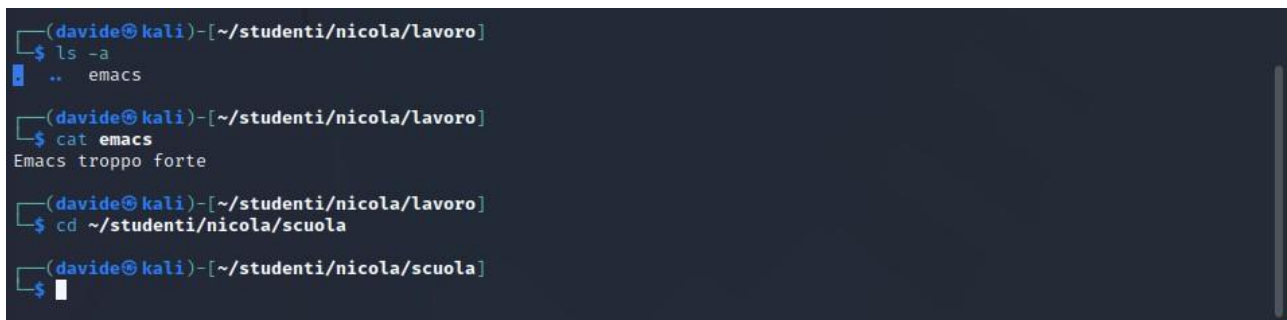 ┌──(davide㉿kali)-[~/studenti/nicola/lavoro]
└─$ ls -a
.  ..  emacs
┌──(davide㉿kali)-[~/studenti/nicola/lavoro]
└─$ cat emacs
Emacs troppo forte
┌──(davide㉿kali)-[~/studenti/nicola/lavoro]
└─$ cd ~/studenti/nicola/scuola
┌──(davide㉿kali)-[~/studenti/nicola/scuola]
└─$